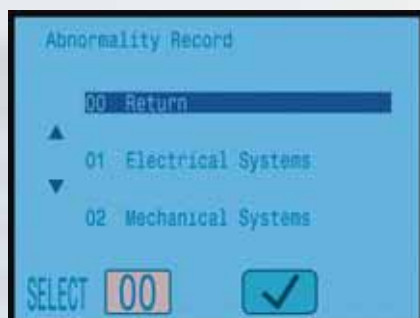 Abnormality Record
00 Return
01 Electrical Systems
02 Mechanical Systems
SELECT 00